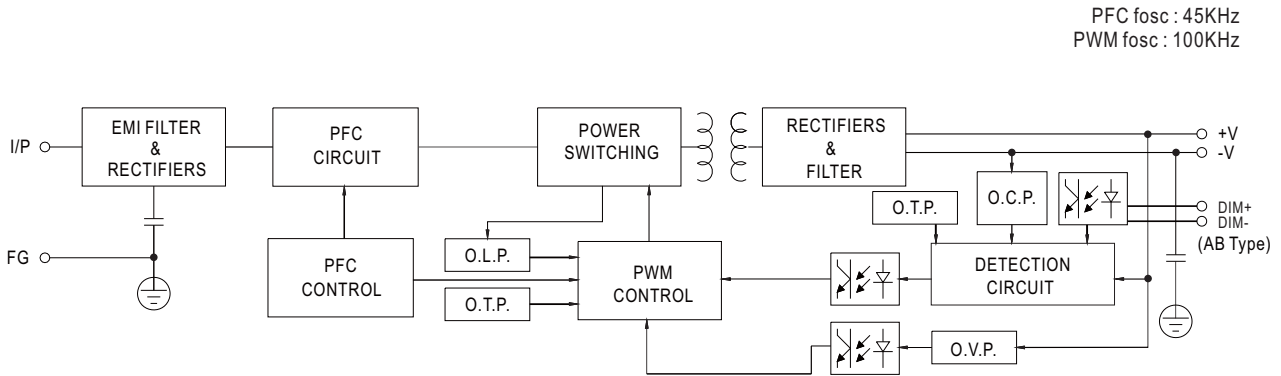 PFC fosc : 45KHz
PWM fosc : 100KHz
I/P
EMI FILTER
&
RECTIFIERS
PFC
CIRCUIT
POWER
SWITCHING
RECTIFIERS
&
FILTER
+V
-V
O.T.P.
O.C.P.
DIM+
DIM-
(AB Type)
FG
PFC
CONTROL
O.L.P.
O.T.P.
PWM
CONTROL
DETECTION
CIRCUIT
O.V.P.